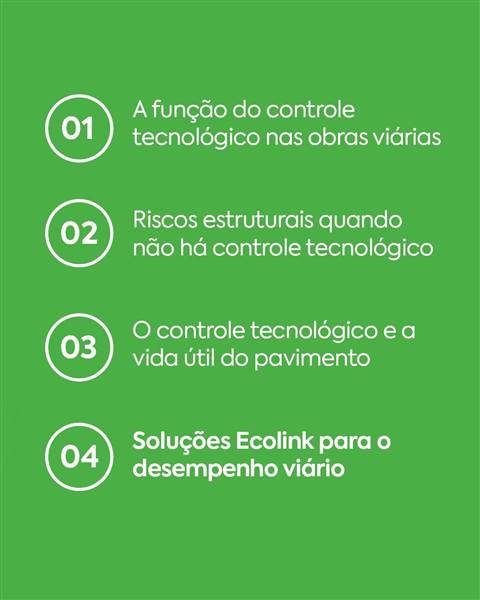 01
A função do controle
tecnológico nas obras viárias
02
Riscos estruturais quando
não há controle tecnológico
03
O controle tecnológico e a
vida útil do pavimento
04
Soluções Ecolink para o
desempenho viário